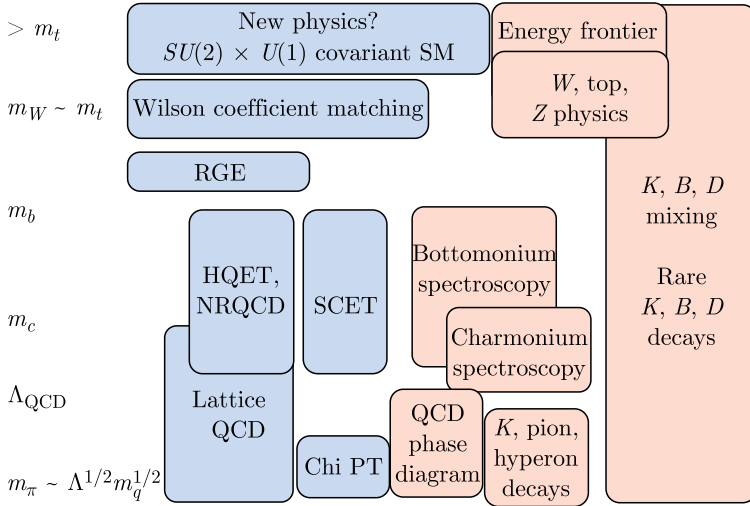 > m_t
New physics?
SU(2) × U(1) covariant SM
Energy frontier
m_W ~ m_t
Wilson coefficient matching
W, top,
Z physics
RGE
K, B, D
mixing
m_b
Rare
K, B, D
decays
HQET,
NRQCD
SCET
Bottomonium
spectroscopy
m_c
Charmonium
spectroscopy
Λ_QCD
Lattice
QCD
QCD
phase
diagram
K, pion,
hyperon
decays
Chi PT
m_π ~ Λ^{1/2}m_q^{1/2}